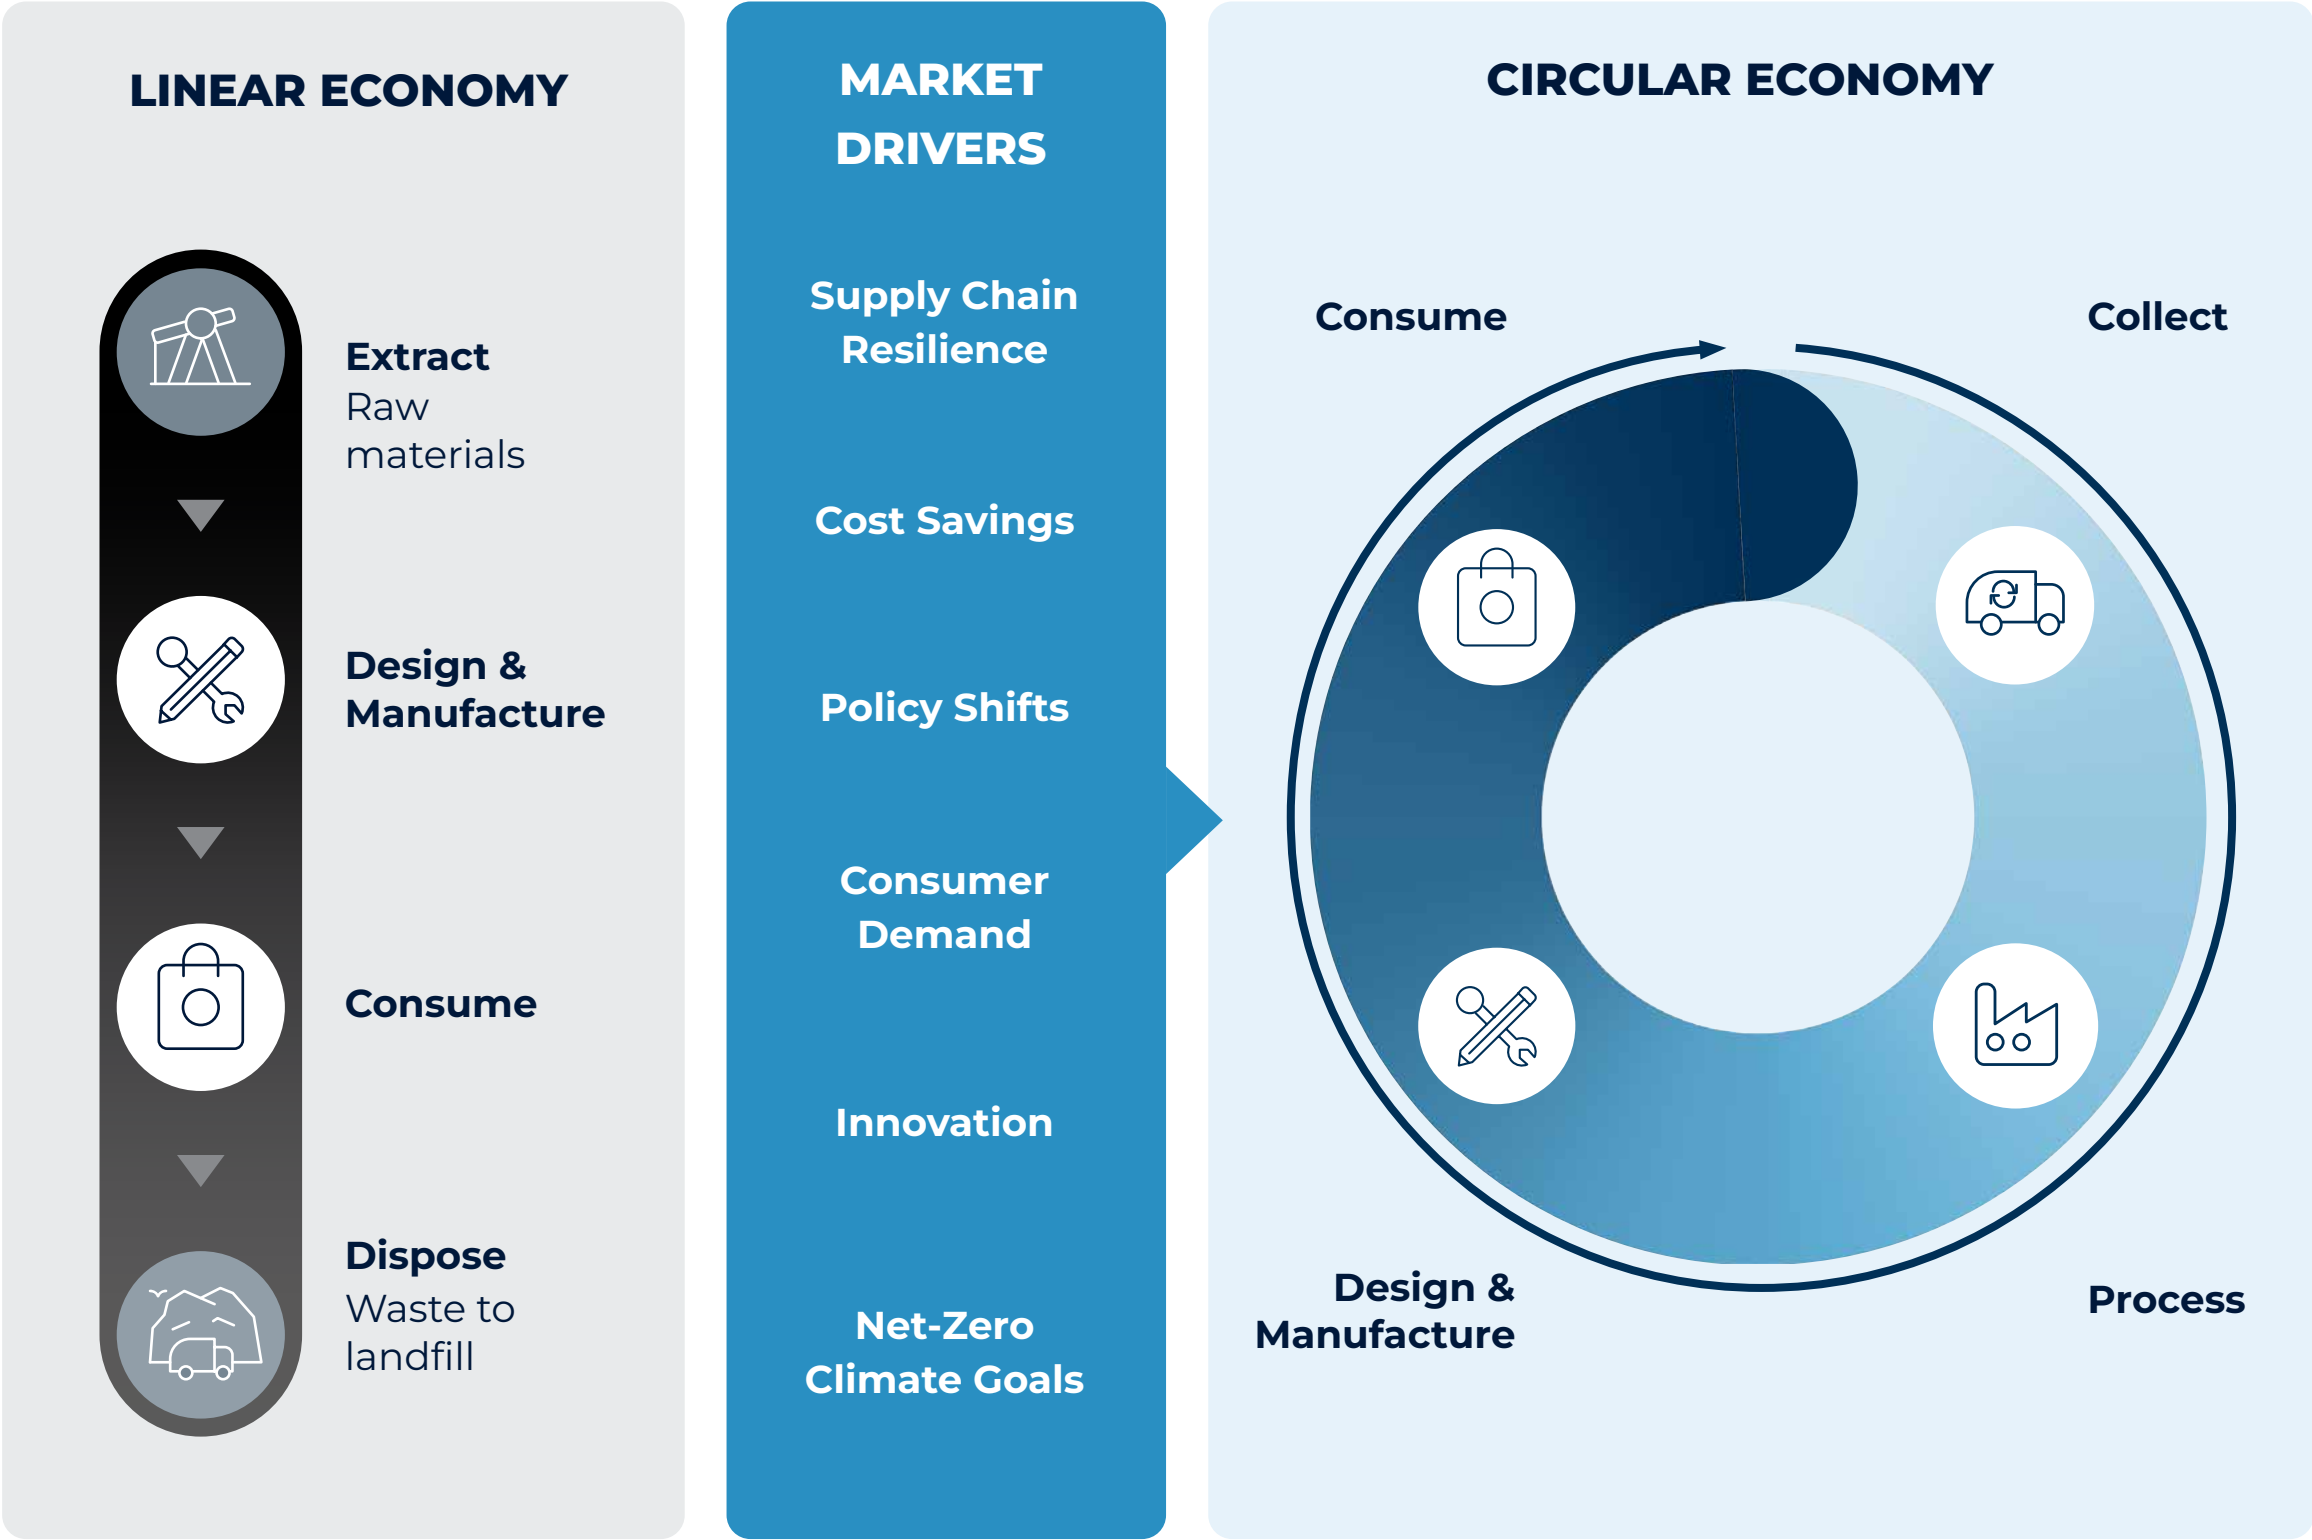 LINEAR ECONOMY
Extract
Raw
materials
Design &
Manufacture
Consume
Dispose
Waste to
landfill
MARKET
DRIVERS
Supply Chain
Resilience
Cost Savings
Policy Shifts
Consumer
Demand
Innovation
Net-Zero
Climate Goals
CIRCULAR ECONOMY
Consume
Collect
Design &
Manufacture
Process